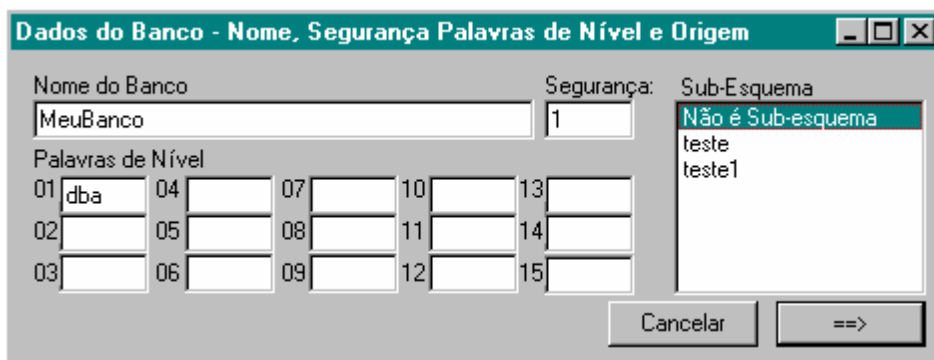 Dados do Banco - Nome, Segurança Palavras de Nível e Origem
Nome do Banco Segurança: Sub-Esquema
MeuBanco 1 Não é Sub-esquema
teste
teste1
Palavras de Nível
01 dba 04 07 10 13
02 05 08 11 14
03 06 09 12 15
Cancelar ==>